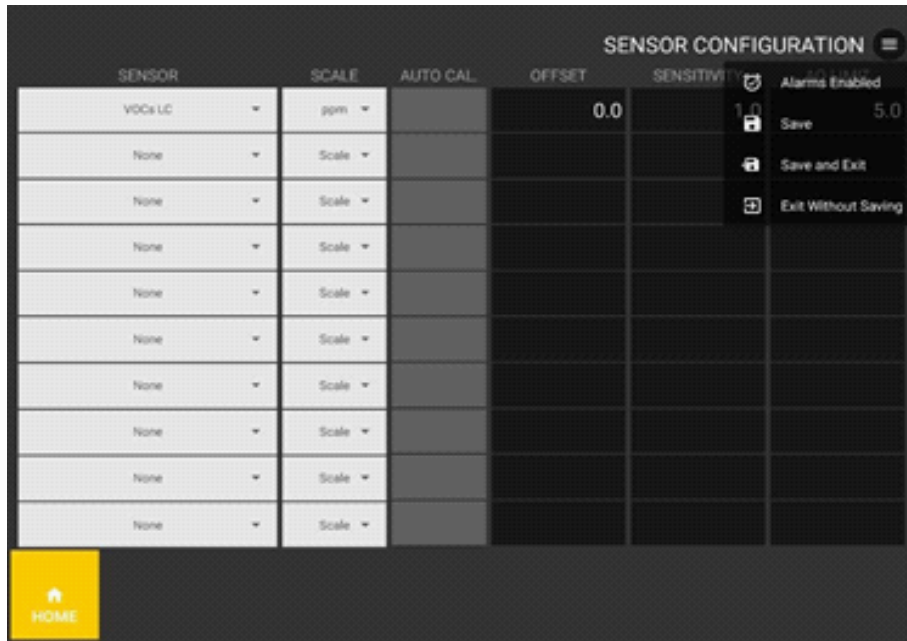 SENSOR CONFIGURATION
SENSOR SCALE AUTO CAL. OFFSET SENSITIVITY
Alarms Enabled
VOCs LC ppm 0.0 1.0 5.0
Save
None Scale
Save and Exit
None Scale
Exit Without Saving
None Scale
None Scale
None Scale
None Scale
None Scale
None Scale
None Scale
HOME